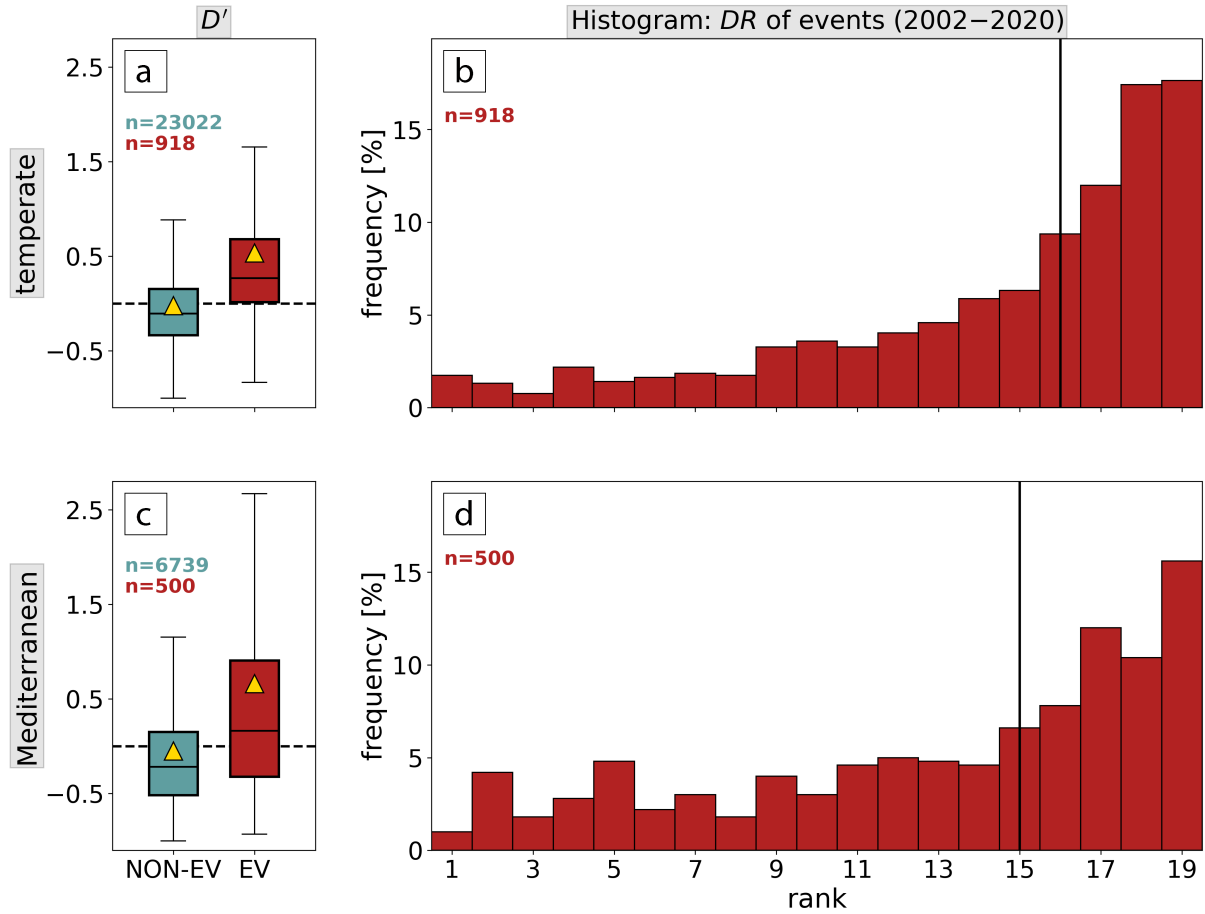 D′
Histogram: DR of events (2002−2020)
temperate
a
n=23022
n=918
2.5
1.5
0.5
−0.5
b
n=918
frequency [%]
15
10
5
0
Mediterranean
c
n=6739
n=500
2.5
1.5
0.5
−0.5
NON-EV EV
d
n=500
frequency [%]
15
10
5
0
1 3 5 7 9 11 13 15 17 19
rank